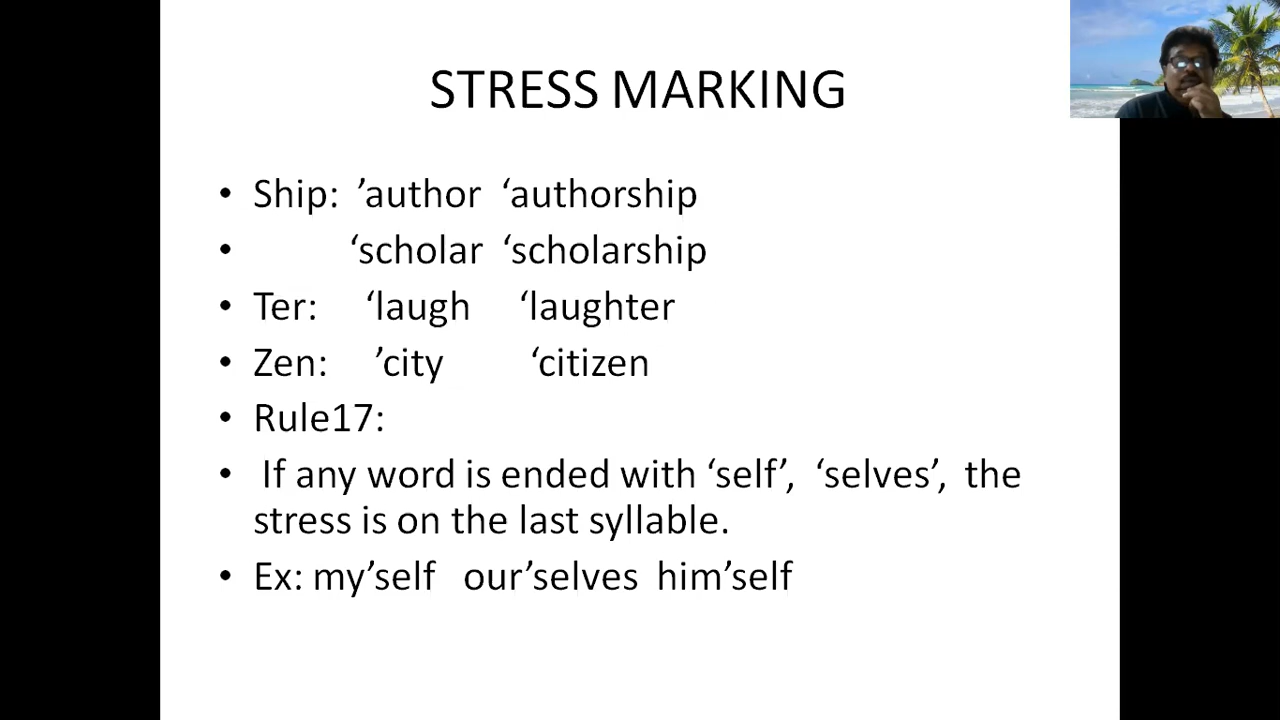 STRESS MARKING
• Ship: ’author ‘authorship
• ‘scholar ‘scholarship
• Ter: ‘laugh ‘laughter
• Zen: ’city ‘citizen
• Rule17:
• If any word is ended with ‘self’, ‘selves’, the
stress is on the last syllable.
• Ex: my’self our’selves him’self